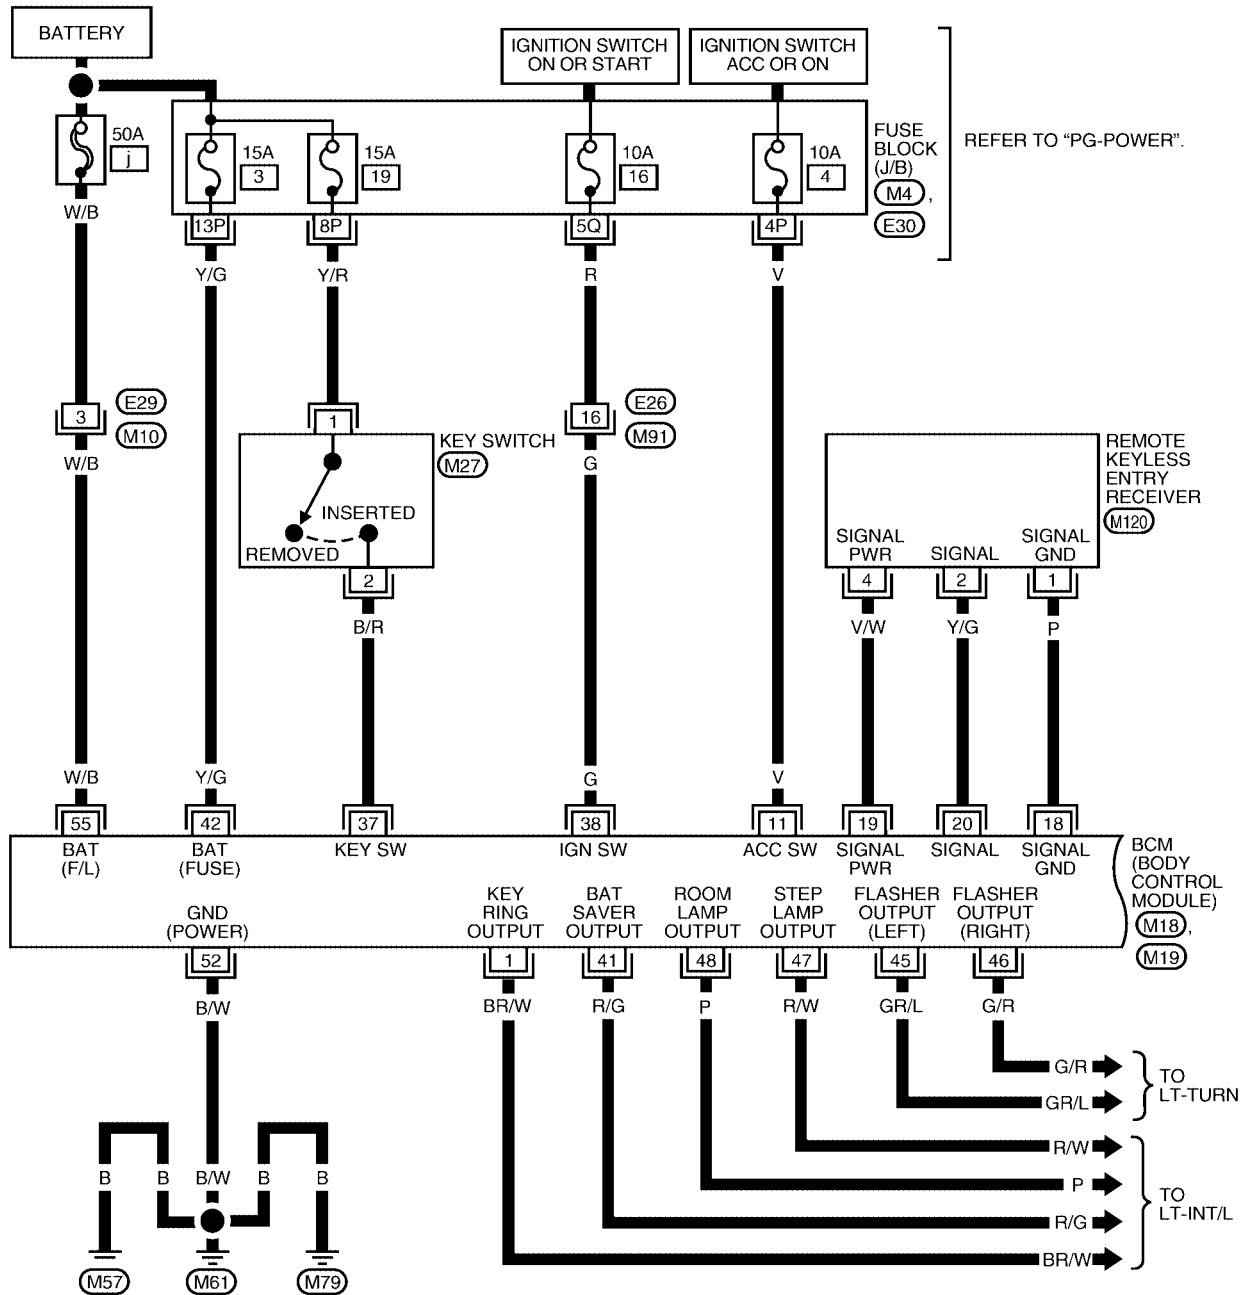 BATTERY
IGNITION SWITCH
ON OR START
IGNITION SWITCH
ACC OR ON
50A
j
15A
3
15A
19
10A
16
10A
4
FUSE
BLOCK
(J/B)
M4 ,
E30
REFER TO “PG-POWER”.
W/B
13P
8P
5Q
4P
Y/G
Y/R
R
V
3
E29
M10
1
16
E26
M91
W/B
KEY SWITCH
M27
G
INSERTED
REMOVED
2
B/R
REMOTE
KEYLESS
ENTRY
RECEIVER
M120
SIGNAL
PWR
SIGNAL
SIGNAL
GND
4
2
1
V/W
Y/G
P
W/B
Y/G
G
V
55
42
37
38
11
19
20
18
BAT
(F/L)
BAT
(FUSE)
KEY SW
IGN SW
ACC SW
SIGNAL
PWR
SIGNAL
SIGNAL
GND
BCM
(BODY
CONTROL
MODULE)
M18 ,
M19
GND
(POWER)
KEY
RING
OUTPUT
BAT
SAVER
OUTPUT
ROOM
LAMP
OUTPUT
STEP
LAMP
OUTPUT
FLASHER
OUTPUT
(LEFT)
FLASHER
OUTPUT
(RIGHT)
52
1
41
48
47
45
46
B/W
BR/W
R/G
P
R/W
GR/L
G/R
G/R
GR/L
TO
LT-TURN
R/W
P
R/G
BR/W
TO
LT-INT/L
B
B
B/W
B
B
M57
M61
M79